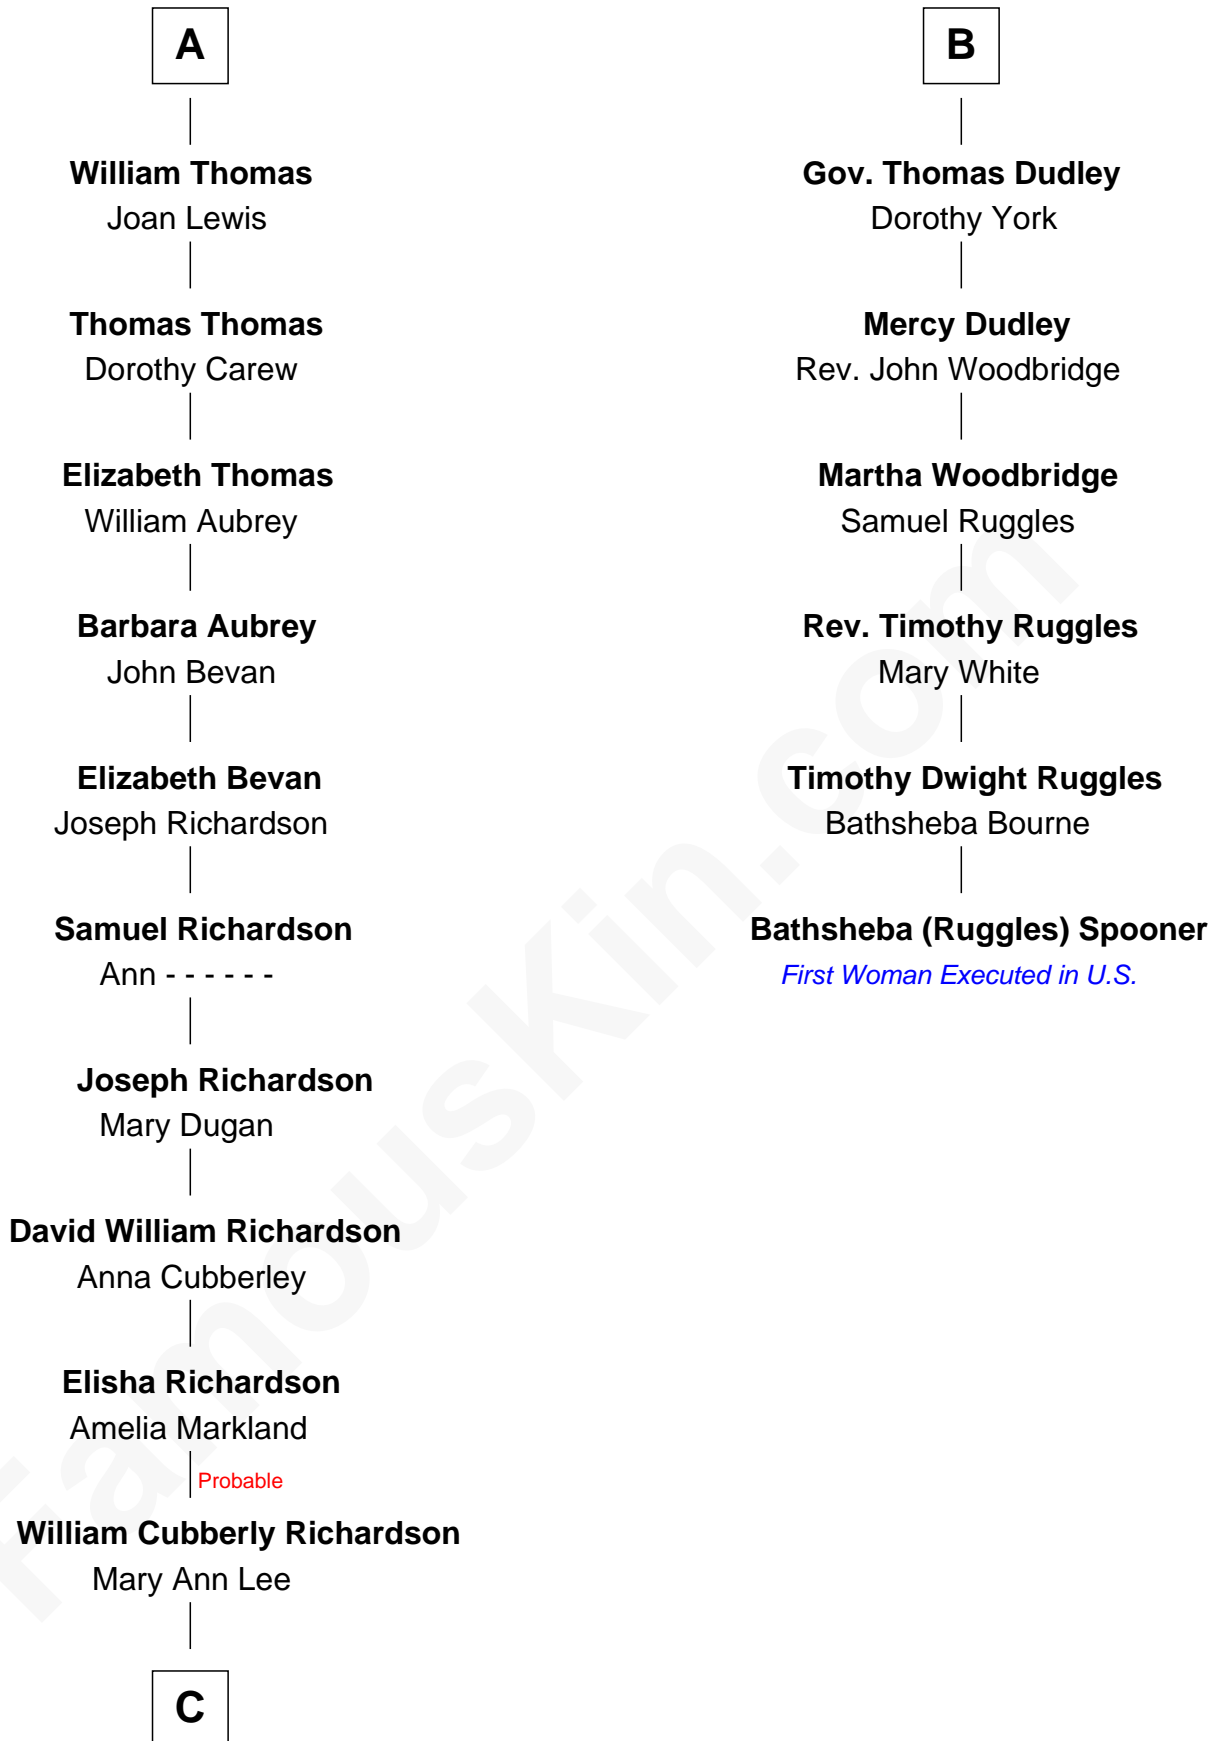 A
William Thomas
Joan Lewis
Thomas Thomas
Dorothy Carew
Elizabeth Thomas
William Aubrey
Barbara Aubrey
John Bevan
Elizabeth Bevan
Joseph Richardson
Samuel Richardson
Ann - - - - - -
Joseph Richardson
Mary Dugan
David William Richardson
Anna Cubberley
Elisha Richardson
Amelia Markland
Probable
William Cubberly Richardson
Mary Ann Lee
C
B
Gov. Thomas Dudley
Dorothy York
Mercy Dudley
Rev. John Woodbridge
Martha Woodbridge
Samuel Ruggles
Rev. Timothy Ruggles
Mary White
Timothy Dwight Ruggles
Bathsheba Bourne
Bathsheba (Ruggles) Spooner
First Woman Executed in U.S.
FamousKin.com